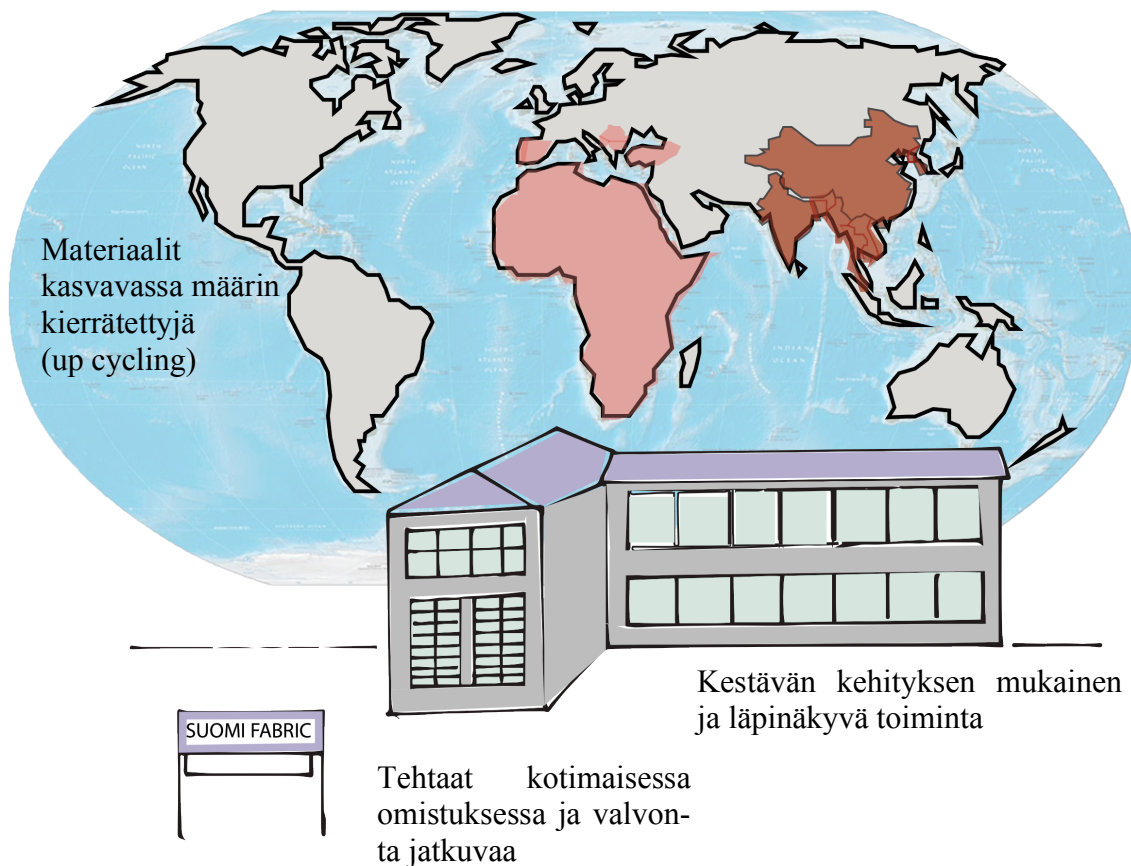 Materiaalit
kasvavassa määrin
kierrätettyjä
(up cycling)
Kestävän kehityksen mukainen
ja läpinäkyvä toiminta
SUOMI FABRIC
Tehtaat kotimaisessa
omistuksessa ja valvon-
ta jatkuvaa